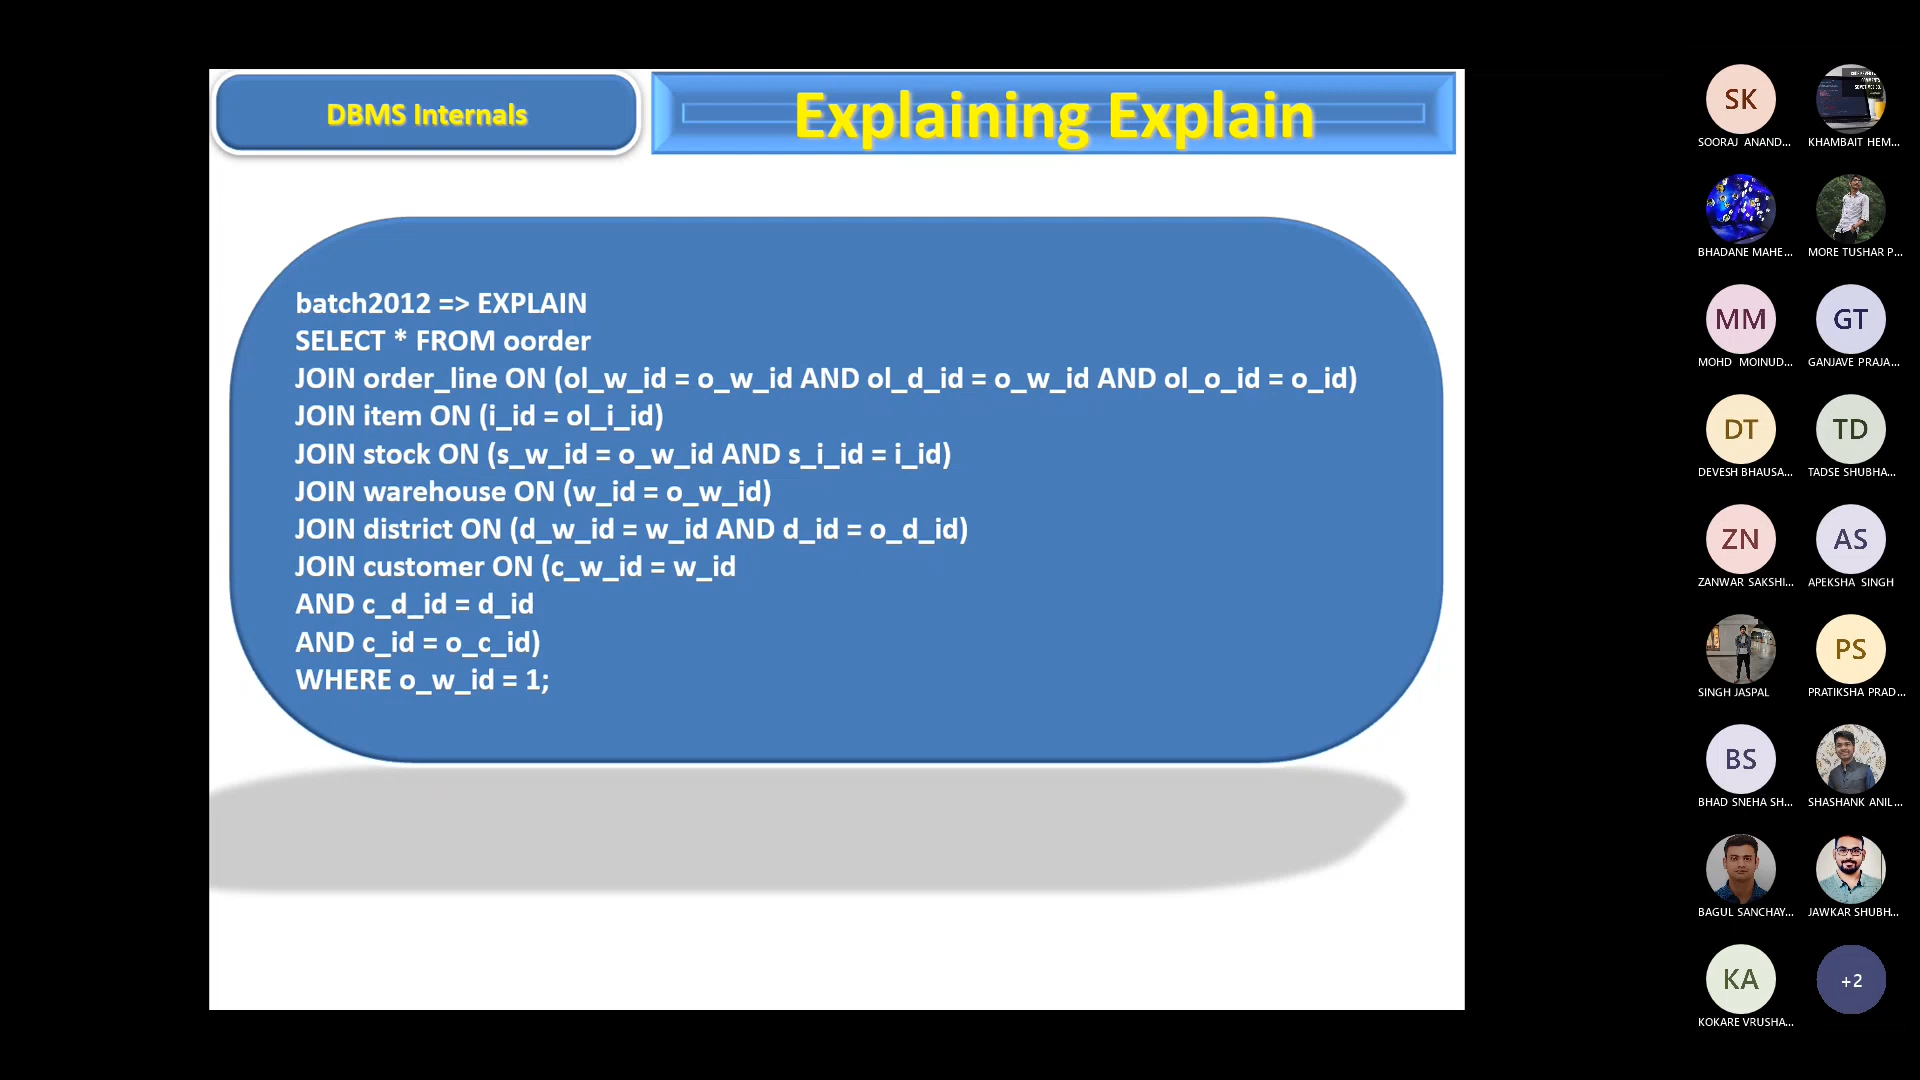 DBMS Internals
Explaining Explain
batch2012 => EXPLAIN
SELECT * FROM oorder
JOIN order_line ON (ol_w_id = o_w_id AND ol_d_id = o_w_id AND ol_o_id = o_id)
JOIN item ON (i_id = ol_i_id)
JOIN stock ON (s_w_id = o_w_id AND s_i_id = i_id)
JOIN warehouse ON (w_id = o_w_id)
JOIN district ON (d_w_id = w_id AND d_id = o_d_id)
JOIN customer ON (c_w_id = w_id
AND c_d_id = d_id
AND c_id = o_c_id)
WHERE o_w_id = 1;
SK
SOORAJ ANAND...
KHAMBAIT HEM...
BHADANE MAHE...
MORE TUSHAR P...
MM
GT
MOHD MOINUD...
GANJAVE PRAJA...
DT
TD
DEVESH BHAUSA...
TADSE SHUBHA...
ZN
AS
ZANWAR SAKSHI...
APEKSHA SINGH
PS
SINGH JASPAL
PRATIKSHA PRAD...
BS
BHAD SNEHA SH...
SHASHANK ANIL...
BAGUL SANCHAY...
JAWKAR SHUBH...
KA
+2
KOKARE VRUSHA...